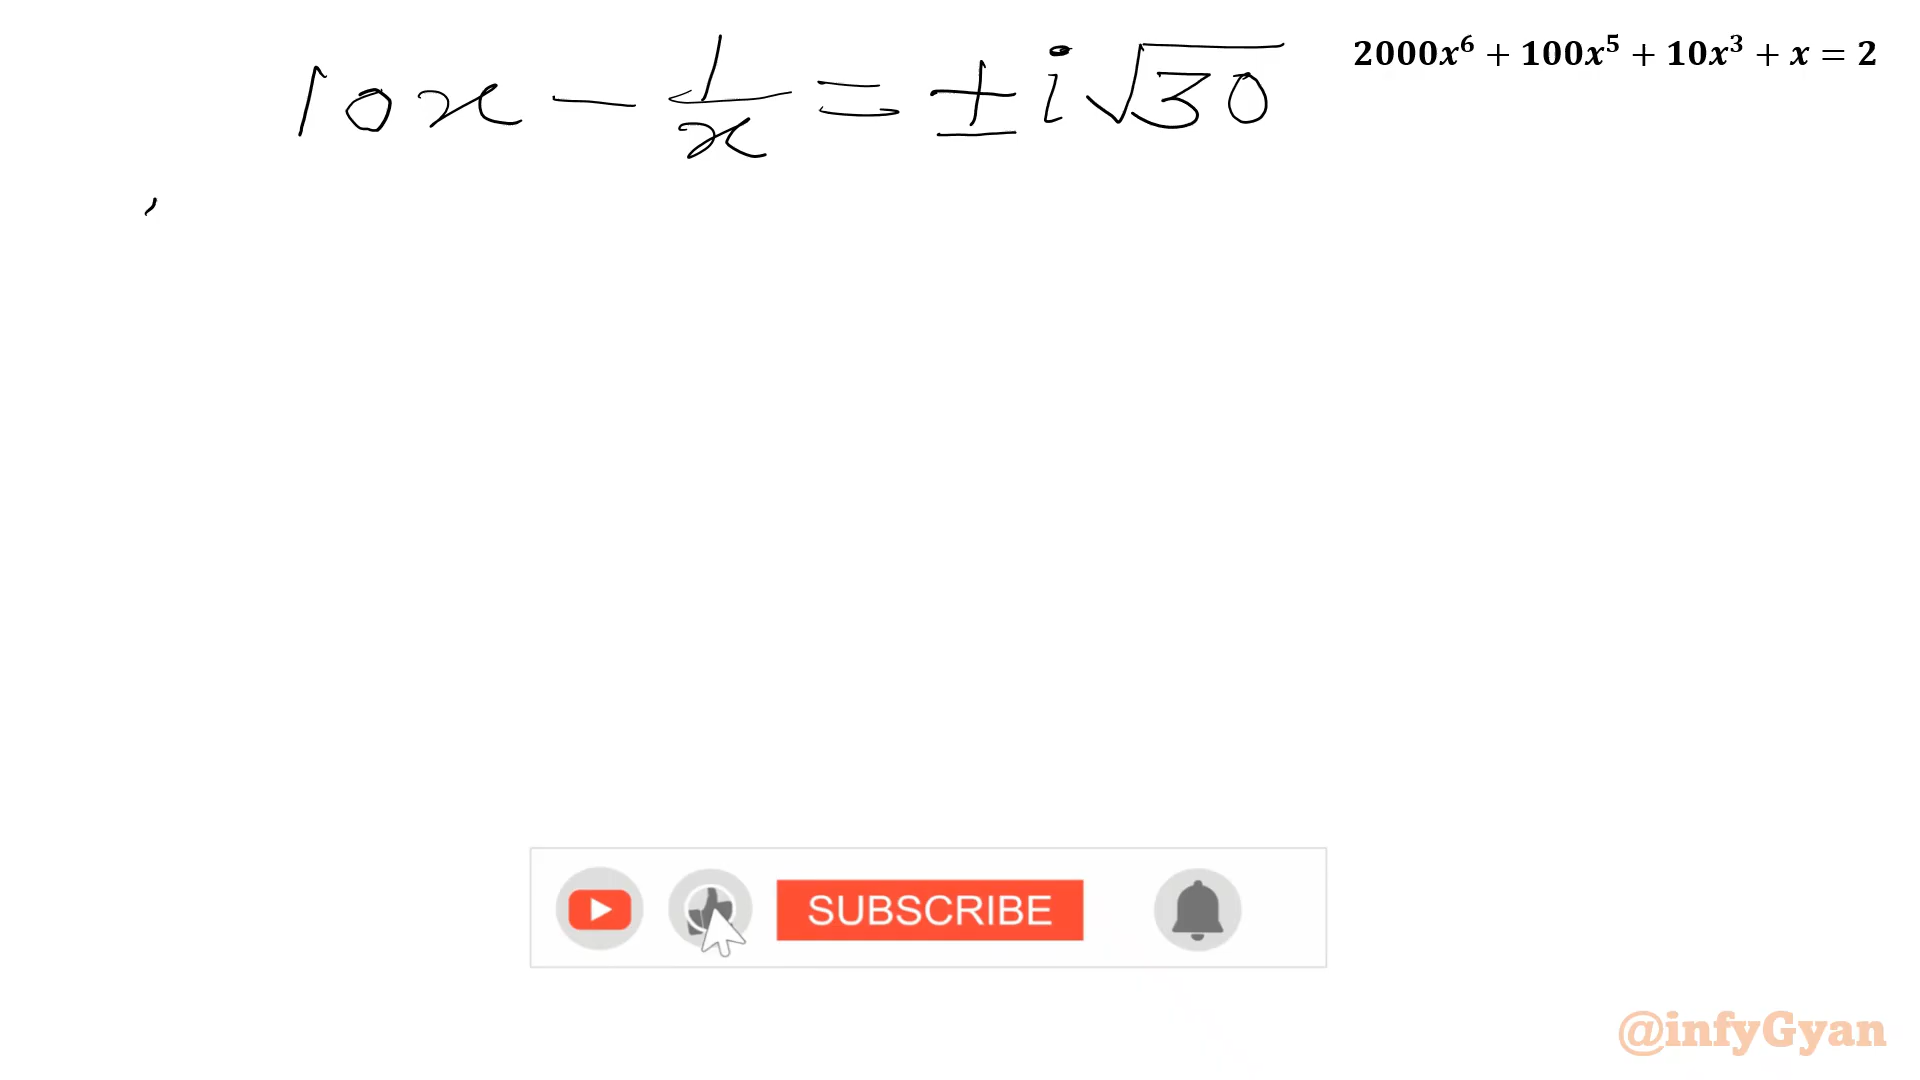 10x - 1/x = ± i√30
2000x⁶ + 100x⁵ + 10x³ + x = 2
SUBSCRIBE
@infyGyan